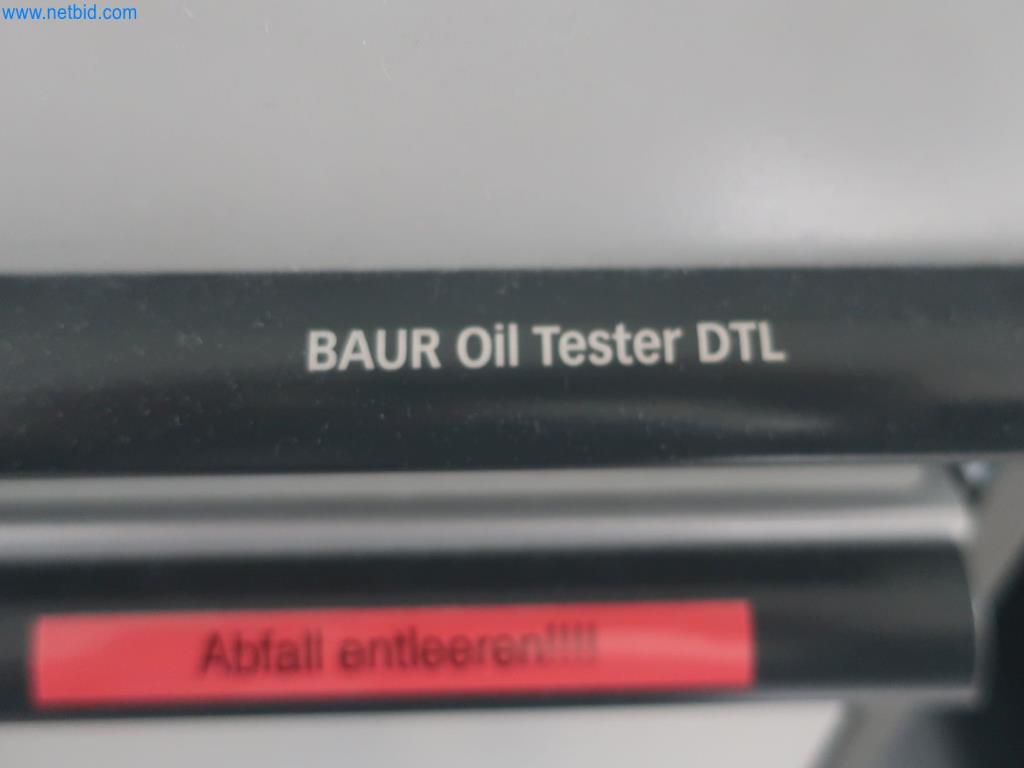 www.netbid.com
BAUR Oil Tester DTL
Abfall entleeren!!!!